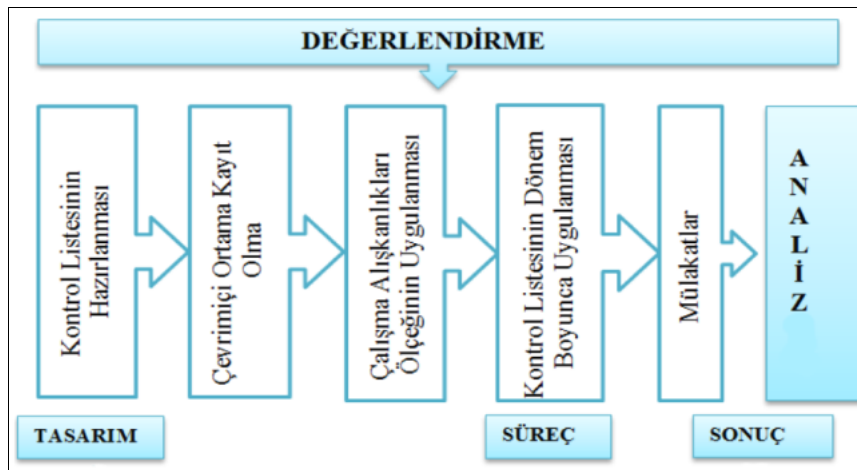 DEĞERLENDİRME
Kontrol Listesinin
Hazırlanması
Çevrimiçi Ortama Kayıt
Olma
Çalışma Alışkanlıkları
Ölçeğinin Uygulanması
Kontrol Listesinin Dönem
Boyunca Uygulanması
Mülakatlar
A
N
A
L
İ
Z
TASARIM
SÜREÇ
SONUÇ